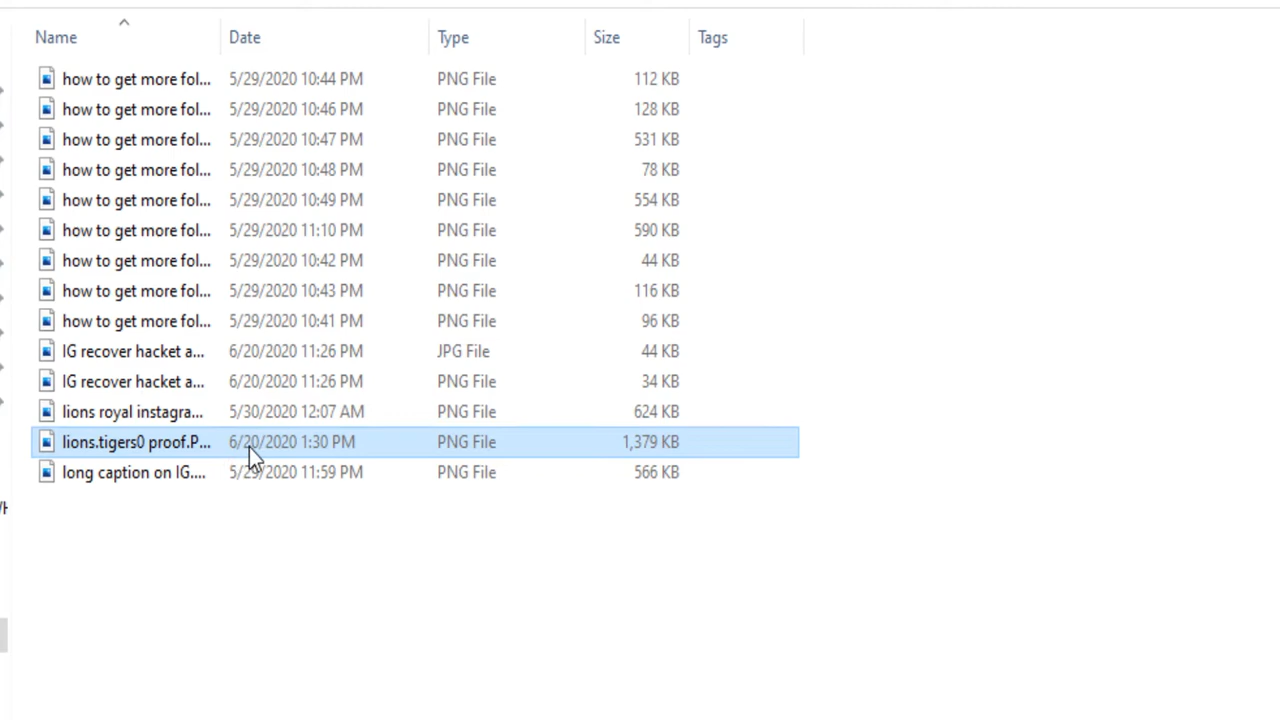 Name Date Type Size Tags
how to get more fol... 5/29/2020 10:44 PM PNG File 112 KB
how to get more fol... 5/29/2020 10:46 PM PNG File 128 KB
how to get more fol... 5/29/2020 10:47 PM PNG File 531 KB
how to get more fol... 5/29/2020 10:48 PM PNG File 78 KB
how to get more fol... 5/29/2020 10:49 PM PNG File 554 KB
how to get more fol... 5/29/2020 11:10 PM PNG File 590 KB
how to get more fol... 5/29/2020 10:42 PM PNG File 44 KB
how to get more fol... 5/29/2020 10:43 PM PNG File 116 KB
how to get more fol... 5/29/2020 10:41 PM PNG File 96 KB
IG recover hacket a... 6/20/2020 11:26 PM JPG File 44 KB
IG recover hacket a... 6/20/2020 11:26 PM PNG File 34 KB
lions royal instagra... 5/30/2020 12:07 AM PNG File 624 KB
lions.tigers0 proof.P... 6/20/2020 1:30 PM PNG File 1,379 KB
long caption on IG.... 5/29/2020 11:59 PM PNG File 566 KB